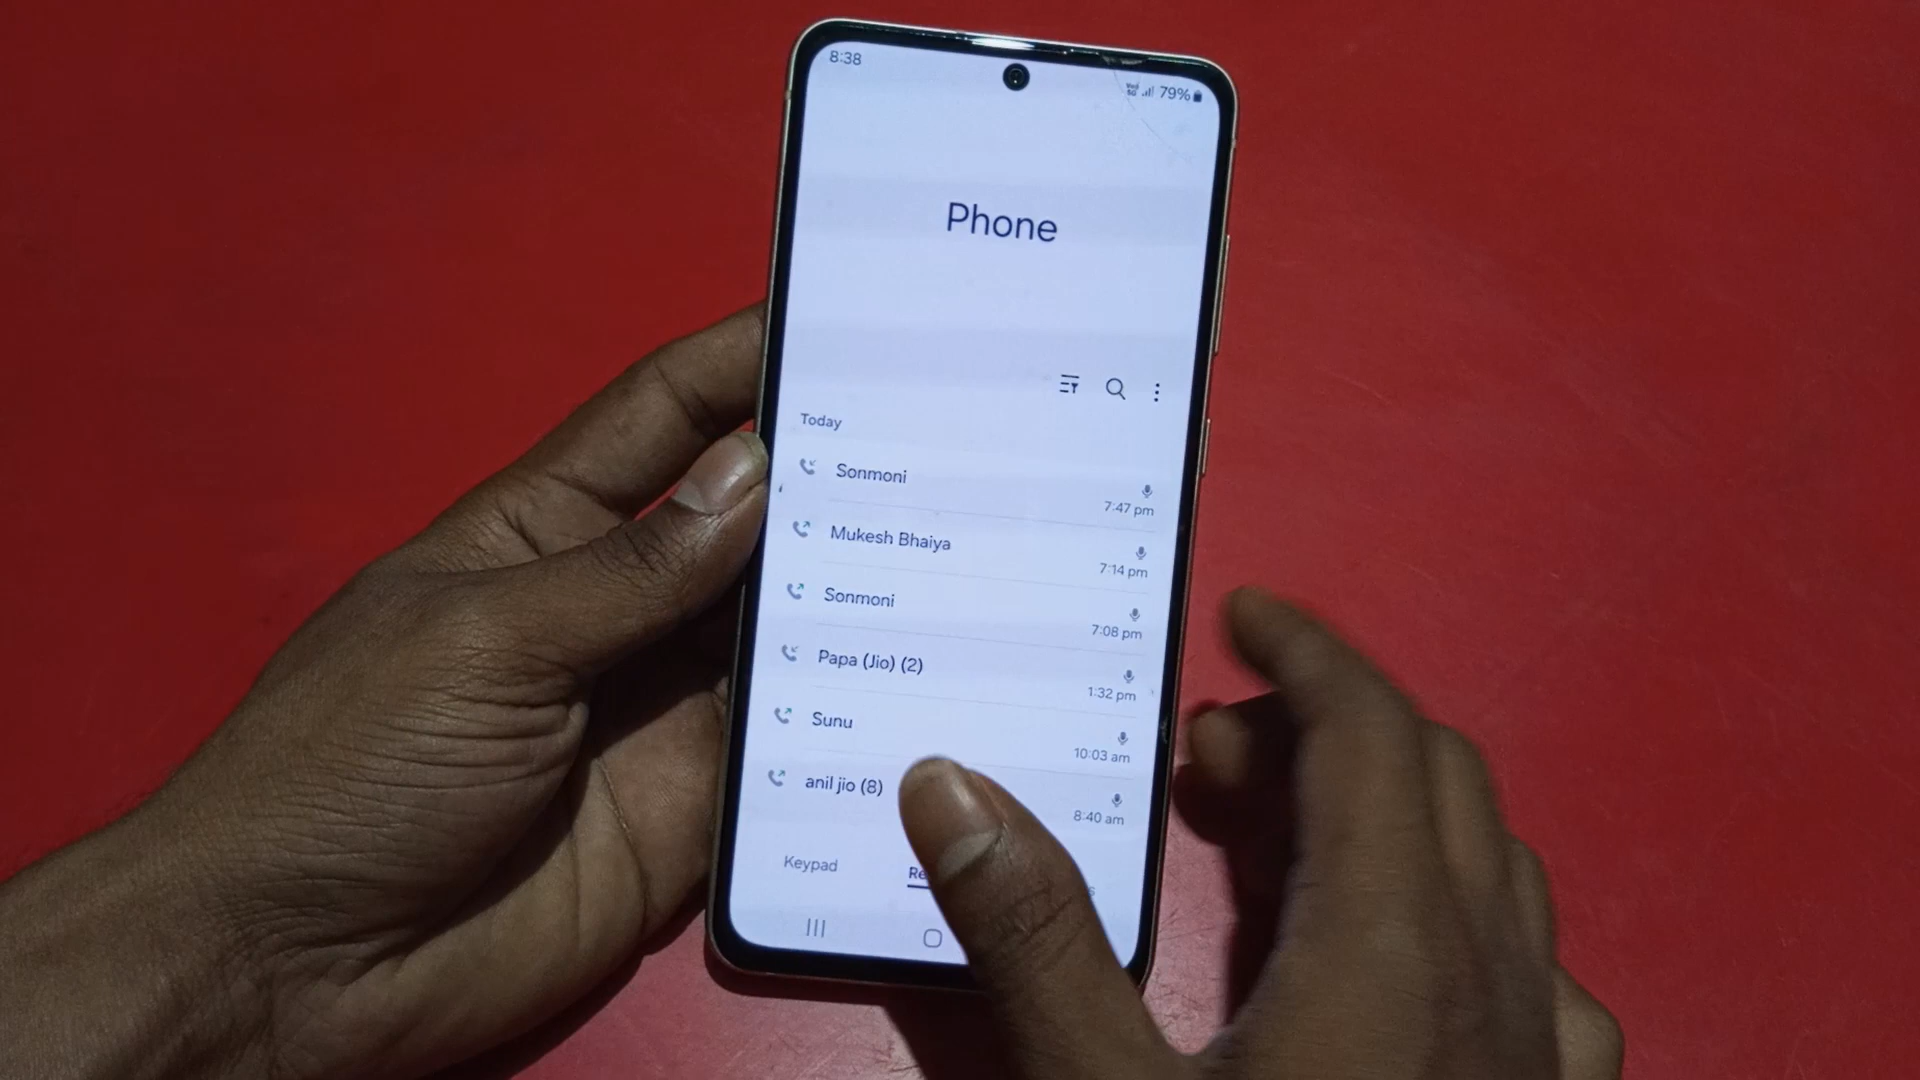 8:38
79%
Phone
Today
Sonmoni
7:47 pm
Mukesh Bhaiya
7:14 pm
Sonmoni
7:08 pm
Papa (Jio) (2)
1:32 pm
Sunu
10:03 am
anil jio (8)
8:40 am
Keypad